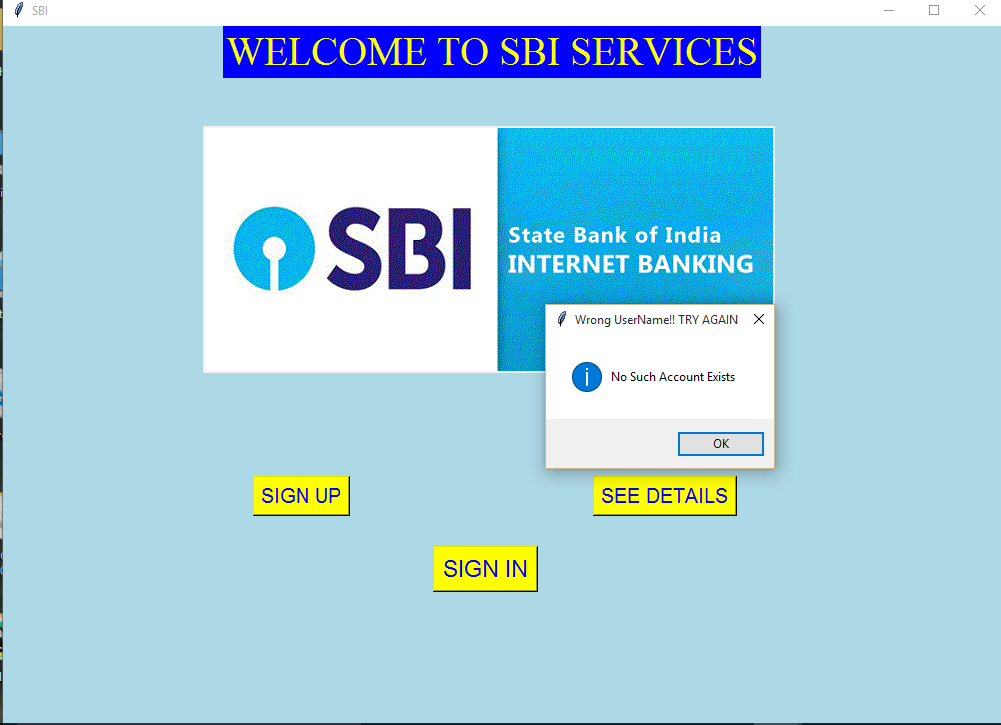 SBI
WELCOME TO SBI SERVICES
SBI
State Bank of India
INTERNET BANKING
Wrong UserName!! TRY AGAIN
No Such Account Exists
OK
SIGN UP
SEE DETAILS
SIGN IN